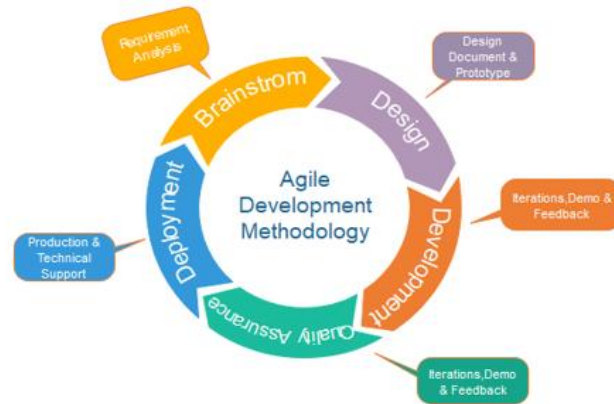 Requirement
Analysis
Brainstrom
Design
Document &
Prototype
Design
Agile
Development
Methodology
Iterations,Demo &
Feedback
Development
Deployment
Production &
Technical
Support
Quality Assurance
Iterations,Demo
& Feedback